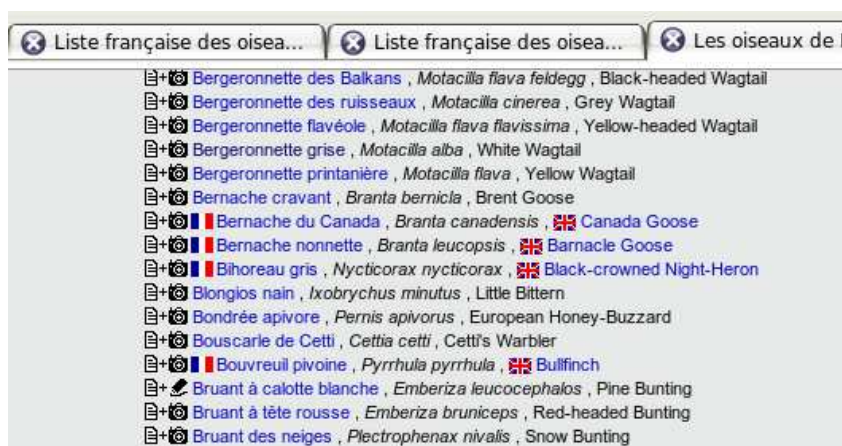 Liste française des oisea... Liste française des oisea... Les oiseaux de
Bergeronnette des Balkans , Motacilla flava feldegg , Black-headed Wagtail
Bergeronnette des ruisseaux , Motacilla cinerea , Grey Wagtail
Bergeronnette flavéole , Motacilla flava flavissima , Yellow-headed Wagtail
Bergeronnette grise , Motacilla alba , White Wagtail
Bergeronnette printanière , Motacilla flava , Yellow Wagtail
Bernache cravant , Branta bernicla , Brent Goose
Bernache du Canada , Branta canadensis , Canada Goose
Bernache nonnette , Branta leucopsis , Barnacle Goose
Bihoreau gris , Nycticorax nycticorax , Black-crowned Night-Heron
Blongios nain , Ixobrychus minutus , Little Bittern
Bondrée apivore , Pernis apivorus , European Honey-Buzzard
Bouscarle de Cetti , Cettia cetti , Cetti's Warbler
Bouvreuil pivoine , Pyrrhula pyrrhula , Bullfinch
Bruant à calotte blanche , Emberiza leucocephalos , Pine Bunting
Bruant à tête rousse , Emberiza bruniceps , Red-headed Bunting
Bruant des neiges , Plectrophenax nivalis , Snow Bunting